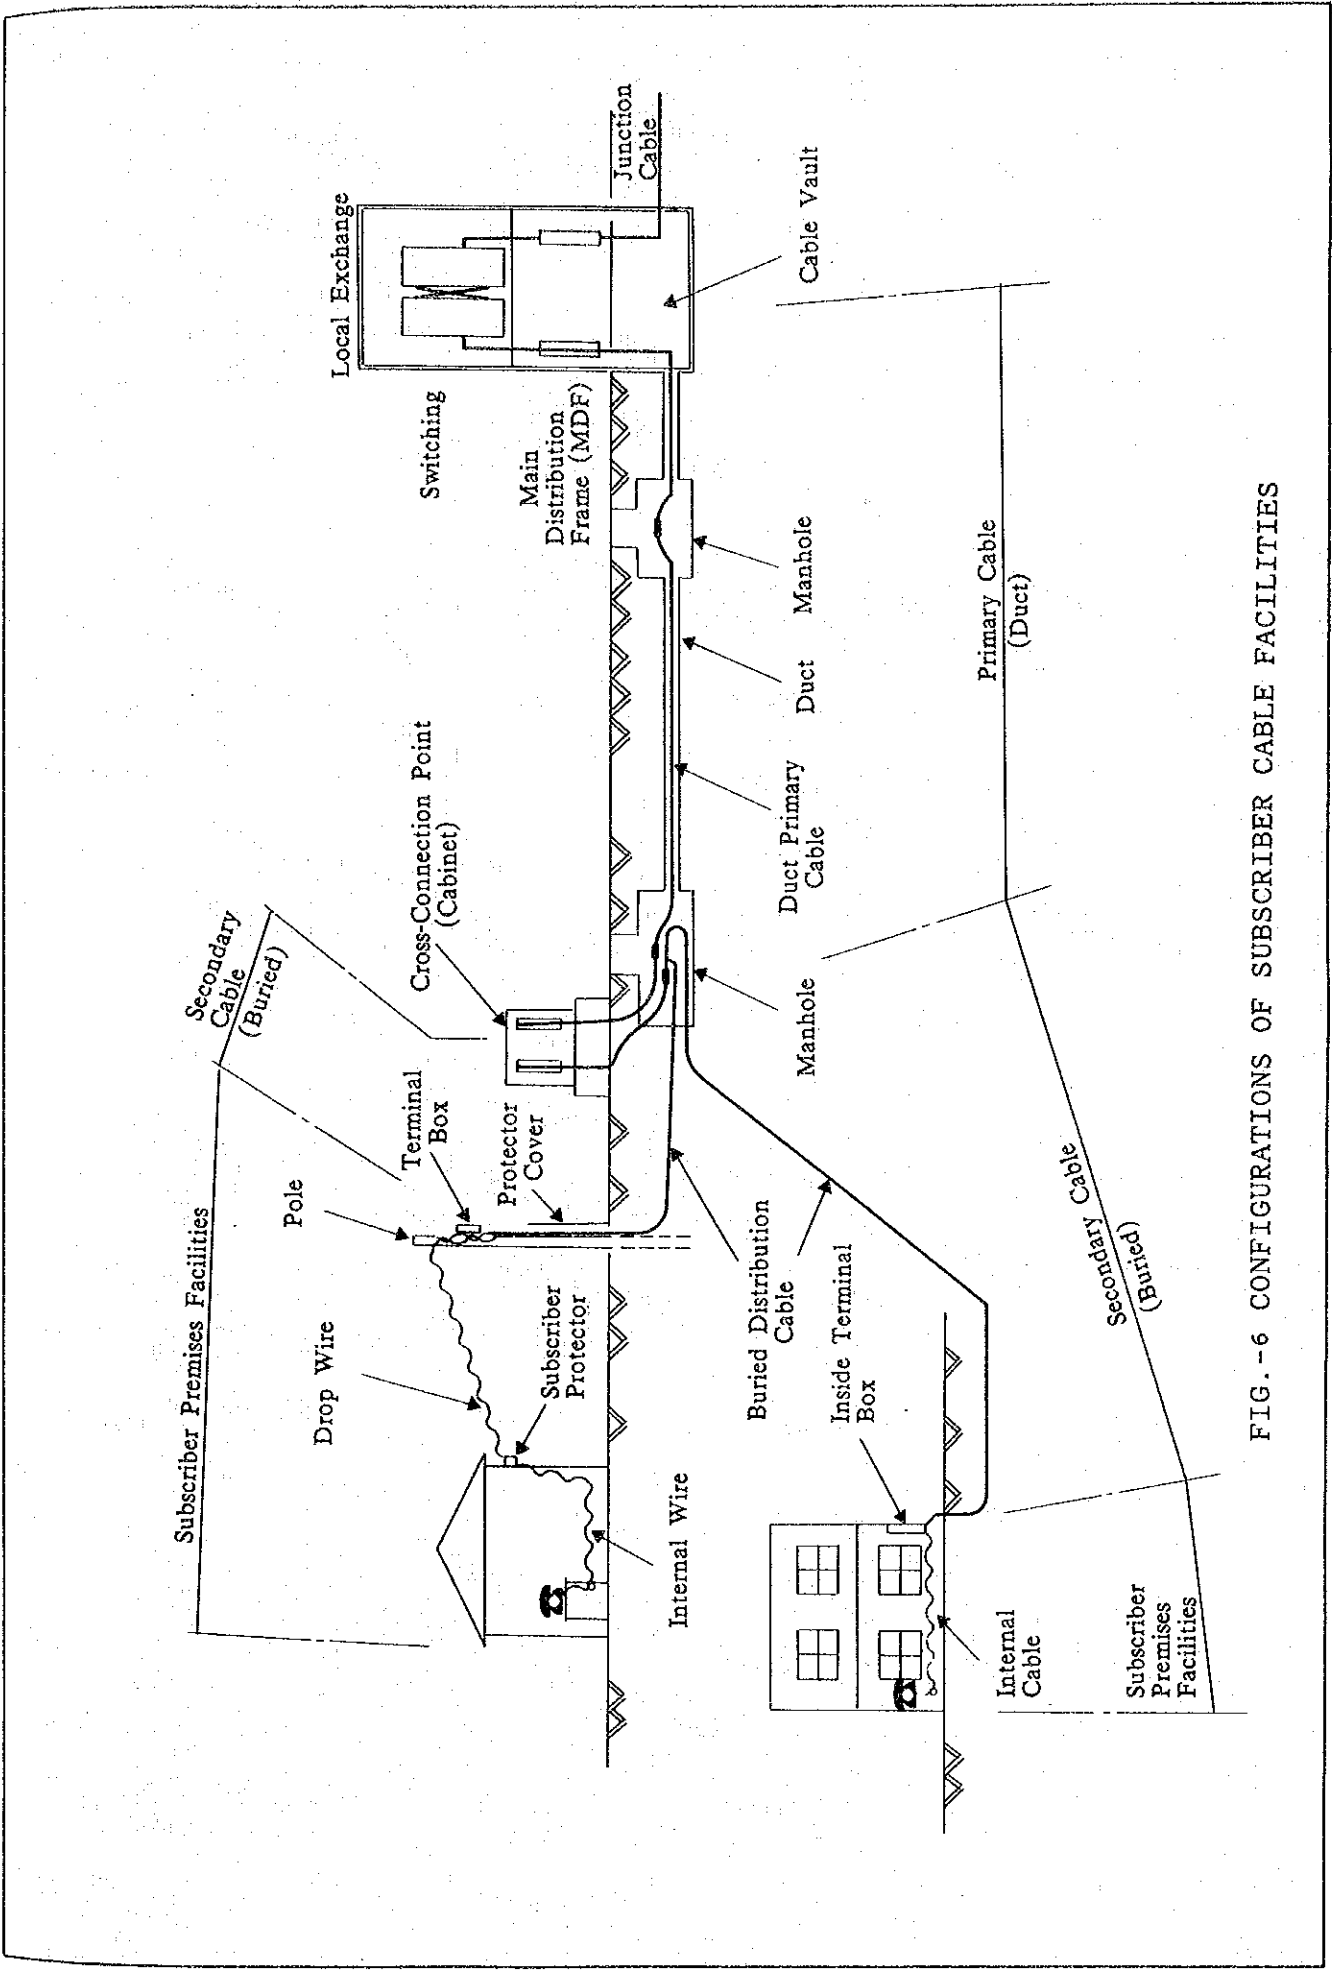 Subscriber Premises Facilities
Secondary
Cable
(Buried)
Local Exchange
Drop Wire
Pole
Terminal
Box
Cross-Connection Point
(Cabinet)
Switching
Subscriber
Protector
Protector
Cover
Main
Distribution
Frame (MDF)
Junction
Cable
Internal Wire
Buried Distribution
Cable
Manhole
Duct Primary
Cable
Duct
Manhole
Cable Vault
Inside Terminal
Box
Internal
Cable
Subscriber
Premises
Facilities
Secondary Cable
(Buried)
Primary Cable
(Duct)
FIG.-6 CONFIGURATIONS OF SUBSCRIBER CABLE FACILITIES